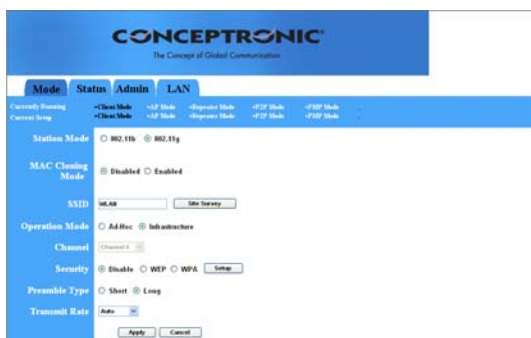 CONCEPTRONIC
The Concept of Global Communication
Mode Status Admin LAN
Currently Running •Client Mode •AP Mode •Repeater Mode •P2P Mode •PMP Mode
Current Setup •Client Mode •AP Mode •Repeater Mode •P2P Mode •PMP Mode
Station Mode 802.11b 802.11g
MAC Cloning Mode Disabled Enabled
SSID WLAN Site Survey
Operation Mode Ad-Hoc Infrastructure
Channel Channel 6
Security Disable WEP WPA Setup
Preamble Type Short Long
Transmit Rate Auto
Apply Cancel